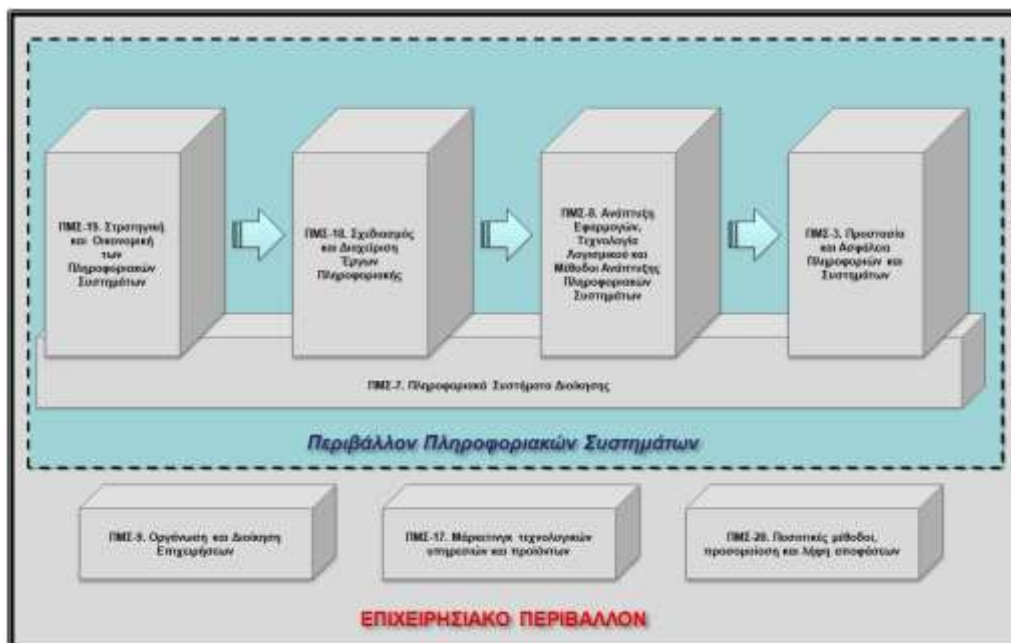 ΠΜΣ-19. Στρατηγική
και Οικονομική
των
Πληροφοριακών
Συστημάτων
ΠΜΣ-18. Σχεδιασμός
και Διαχείριση
Έργων
Πληροφορικής
ΠΜΣ-8. Ανάπτυξη
Εφαρμογών,
Τεχνολογία
Λογισμικού και
Μέθοδοι Ανάπτυξης
Πληροφοριακών
Συστημάτων
ΠΜΣ-3. Προστασία
και Ασφάλεια
Πληροφοριών και
Συστημάτων
ΠΜΣ-7. Πληροφοριακά Συστήματα Διοίκησης
Περιβάλλον Πληροφοριακών Συστημάτων
ΠΜΣ-9. Οργάνωση και Διοίκηση
Επιχειρήσεων
ΠΜΣ-17. Μάρκετινγκ τεχνολογικών
υπηρεσιών και προϊόντων
ΠΜΣ-20. Ποσοτικές μέθοδοι,
προσομοίωση και λήψη αποφάσεων
ΕΠΙΧΕΙΡΗΣΙΑΚΟ ΠΕΡΙΒΑΛΛΟΝ